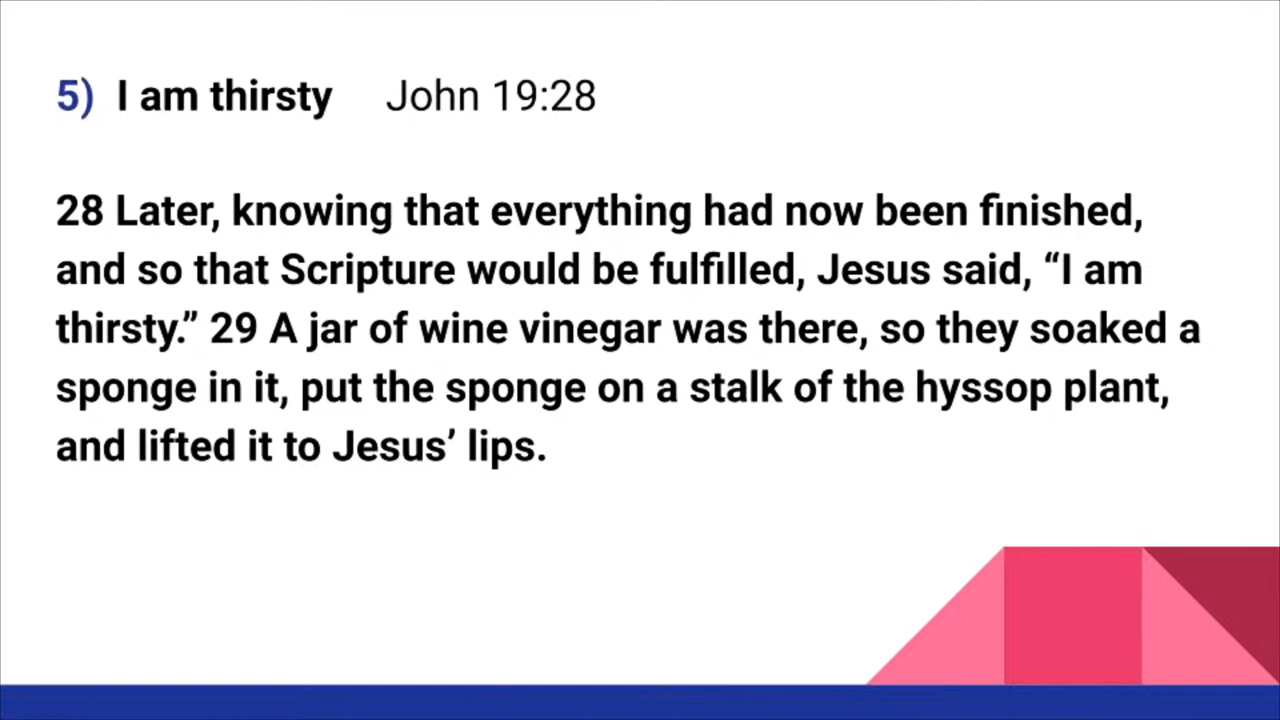 5) I am thirsty John 19:28
28 Later, knowing that everything had now been finished,
and so that Scripture would be fulfilled, Jesus said, “I am
thirsty.” 29 A jar of wine vinegar was there, so they soaked a
sponge in it, put the sponge on a stalk of the hyssop plant,
and lifted it to Jesus’ lips.